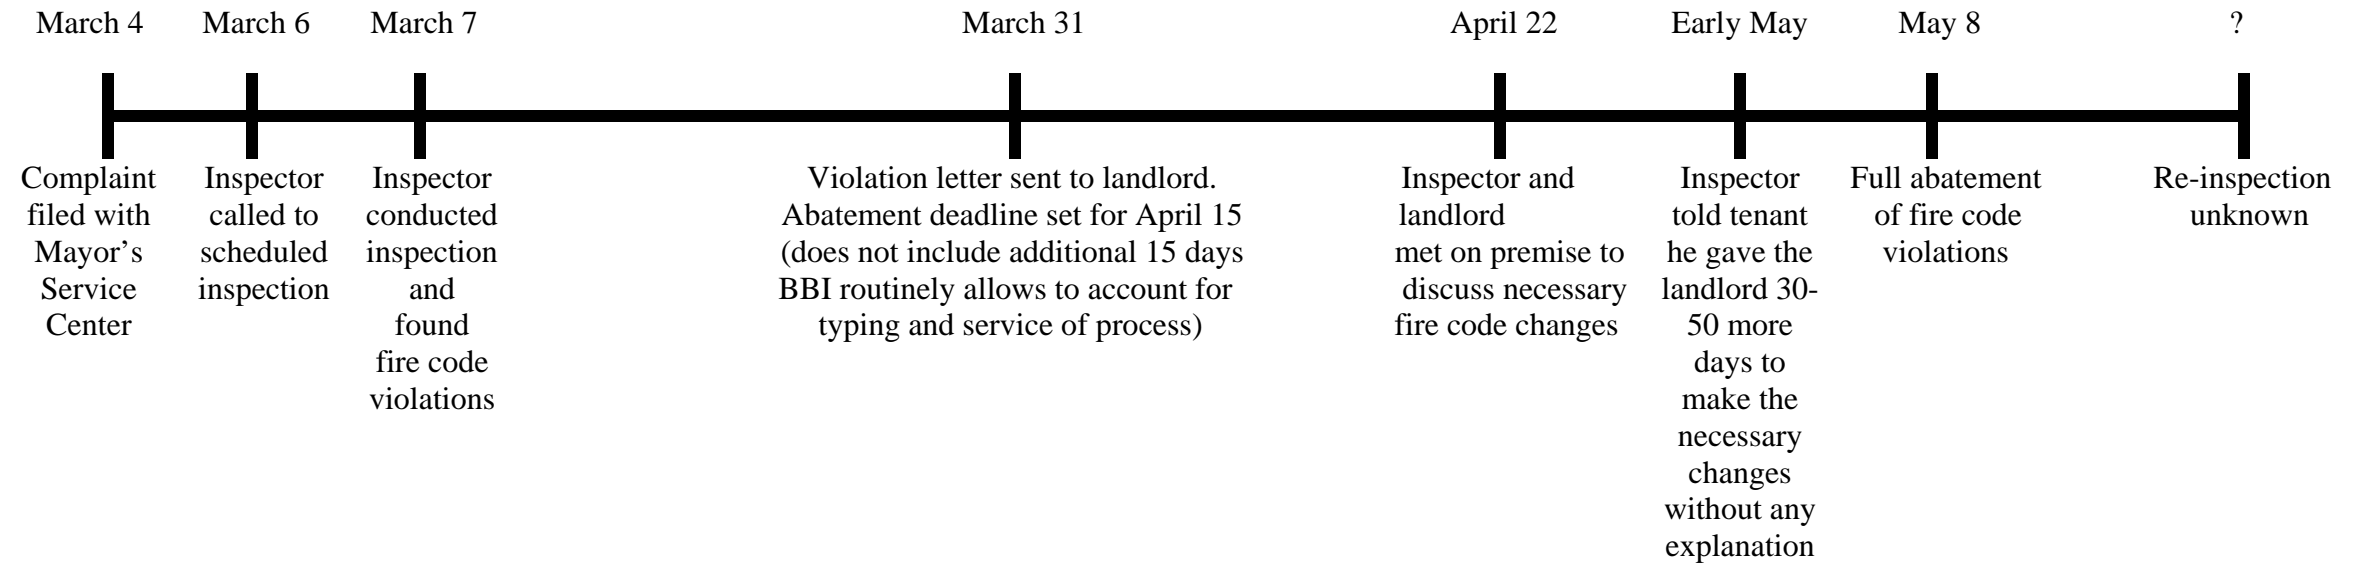 March 4
March 6
March 7
March 31
April 22
Early May
May 8
?
Complaint
filed with
Mayor's
Service
Center
Inspector
called to
scheduled
inspection
Inspector
conducted
inspection
and
found
fire code
violations
Violation letter sent to landlord.
Abatement deadline set for April 15
(does not include additional 15 days
BBI routinely allows to account for
typing and service of process)
Inspector and
landlord
met on premise to
discuss necessary
fire code changes
Inspector
told tenant
he gave the
landlord 30-
50 more
days to
make the
necessary
changes
without any
explanation
Full abatement
of fire code
violations
Re-inspection
unknown